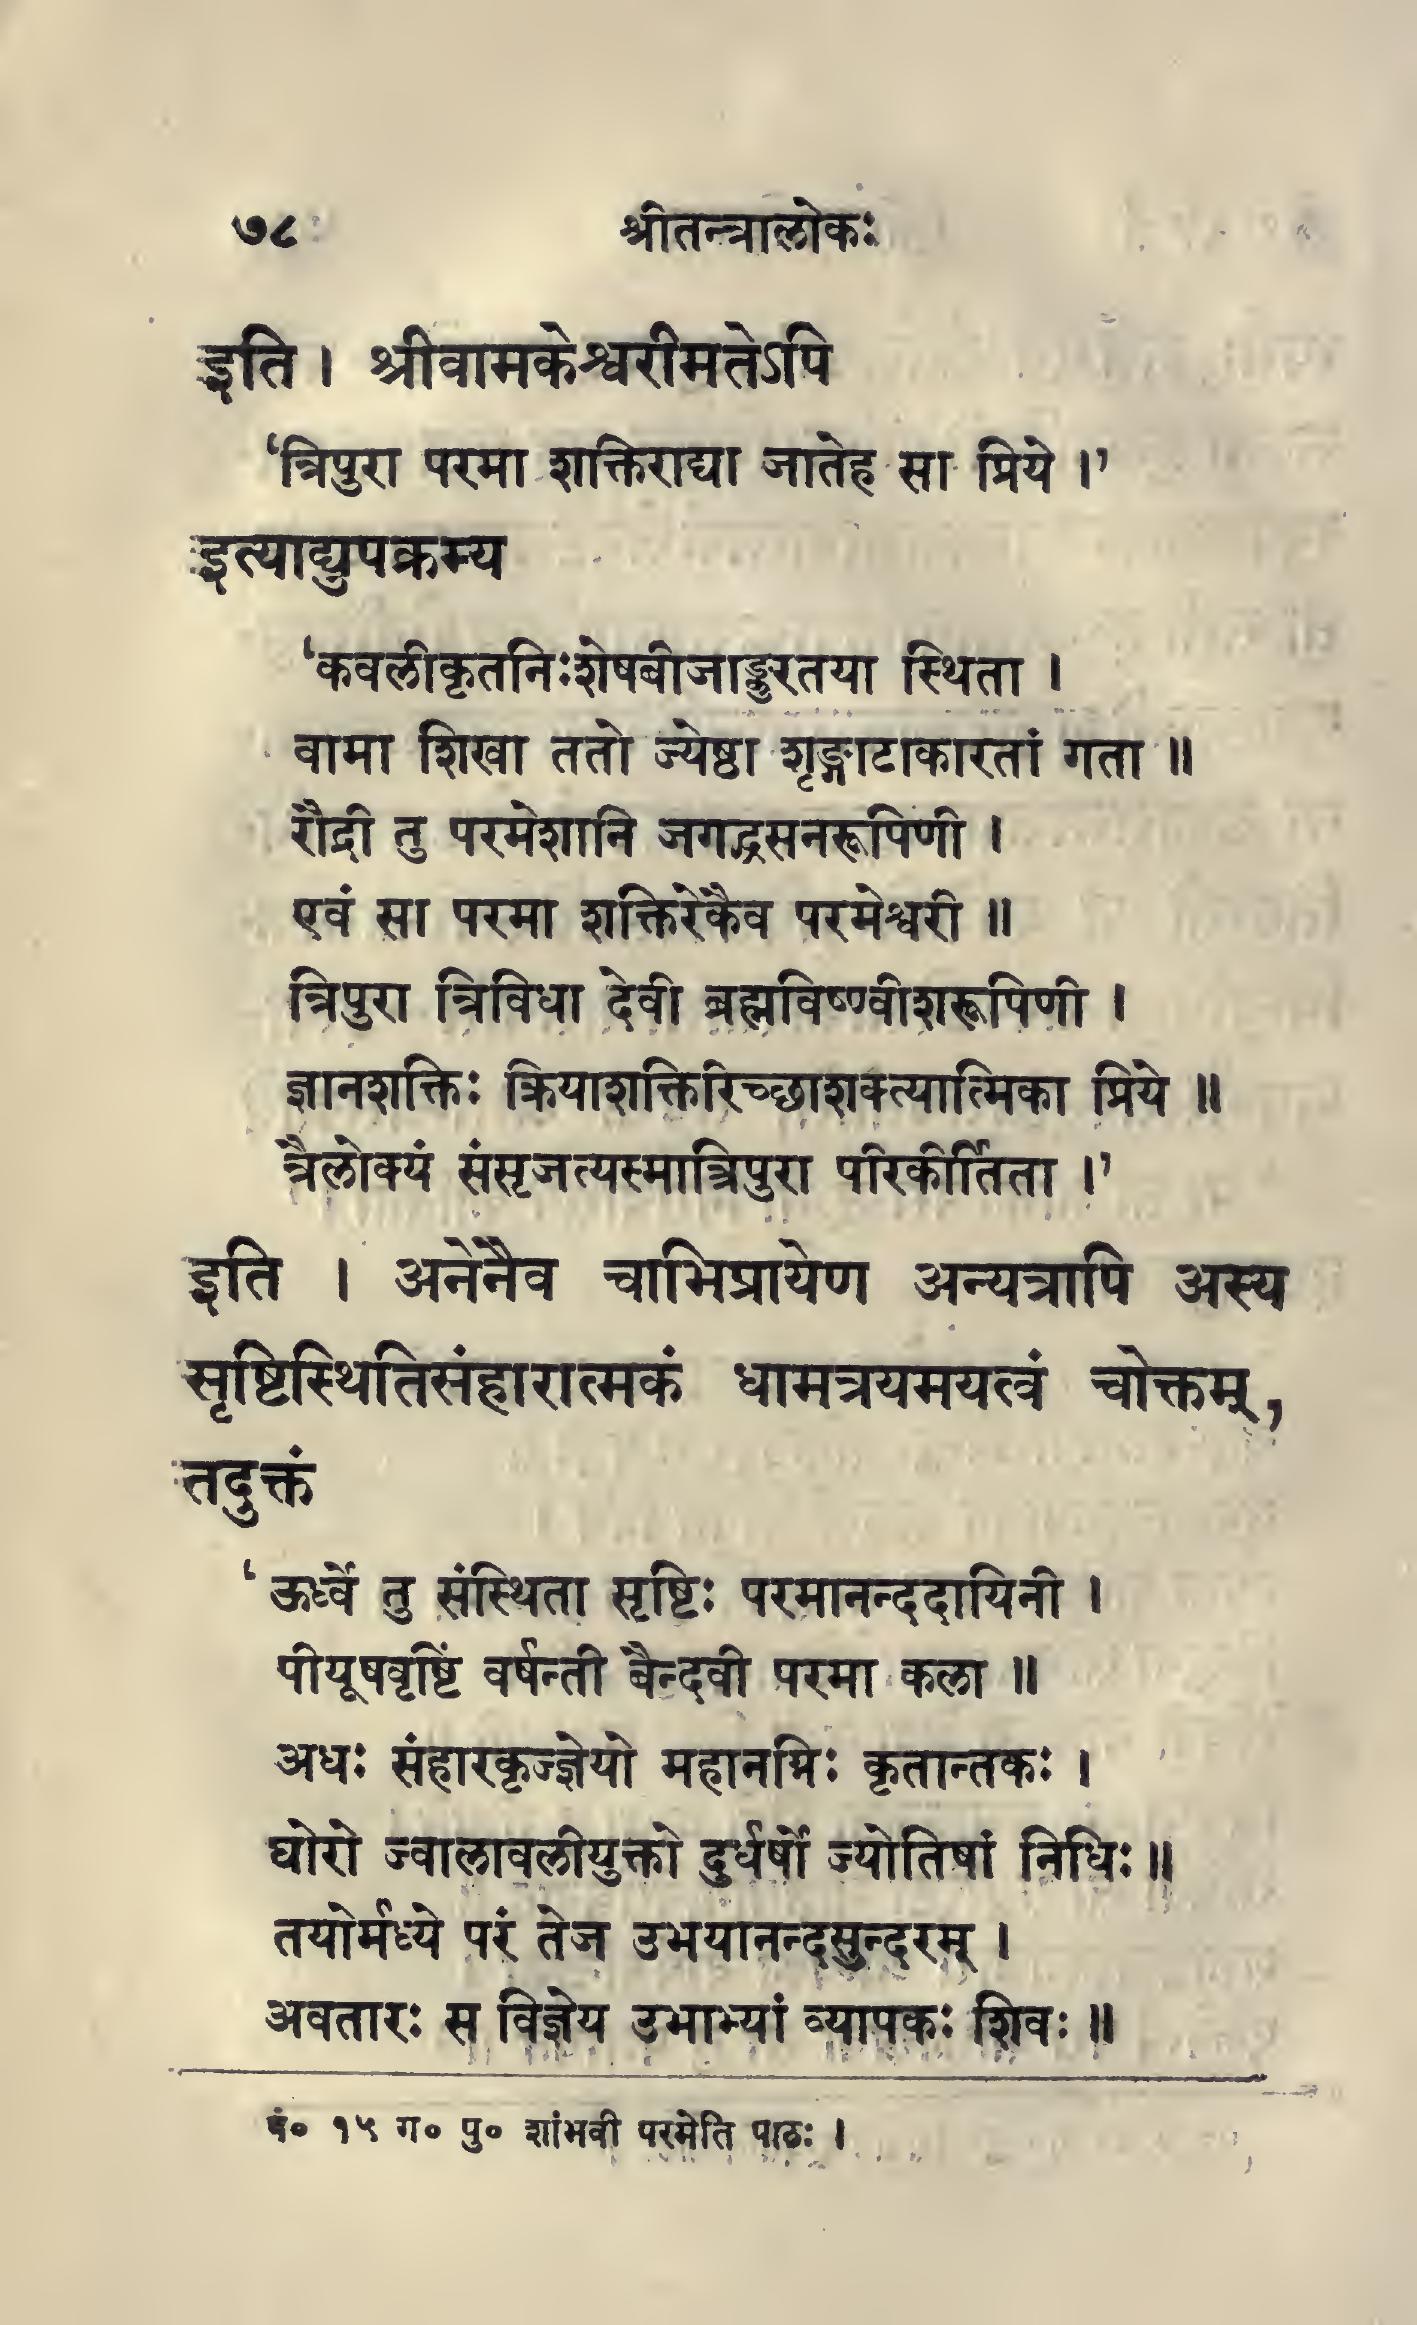 ७८ श्रीतन्त्रालोकः
इति । श्रीवामकेश्वरीमतेऽपि
‘त्रिपुरा परमा शक्तिराद्या जातेह सा प्रिये ।’
इत्याद्युपक्रम्य
‘कवलीकृतनिःशेषबीजाङ्कुरतया स्थिता ।
वामा शिखा ततो ज्येष्ठा शृङ्गाटाकारतां गता ॥
रौद्री तु परमेशानि जगद्ग्रसनरूपिणी ।
एवं सा परमा शक्तिरेकैव परमेश्वरी ॥
त्रिपुरा त्रिविधा देवी ब्रह्मविष्ण्वीशरूपिणी ।
ज्ञानशक्तिः क्रियाशक्तिरिच्छाशक्त्यात्मिका प्रिये ॥
त्रैलोक्यं संसृजत्यस्मात्त्रिपुरा परिकीर्तिता ।’
इति । अनेनैव चाभिप्रायेण अन्यत्रापि अस्य
सृष्टिस्थितिसंहारात्मकं धामत्रयमयत्वं चोक्तम्,
तदुक्तं
‘ ऊर्ध्वे तु संस्थिता सृष्टिः परमानन्ददायिनी ।
पीयूषवृष्टिं वर्षन्ती बैन्दवी परमा कला ॥
अधः संहारकृज्ज्ञेयो महानग्निः कृतान्तकः ।
घोरो ज्वालावलीयुक्तो दुर्धर्षो ज्योतिषां निधिः ॥
तयोर्मध्ये परं तेज उभयानन्दसुन्दरम् ।
अवतारः स विज्ञेय उभाभ्यां व्यापकः शिवः ॥
पं० १५ ग० पु० शांभवी परमेति पाठः ।